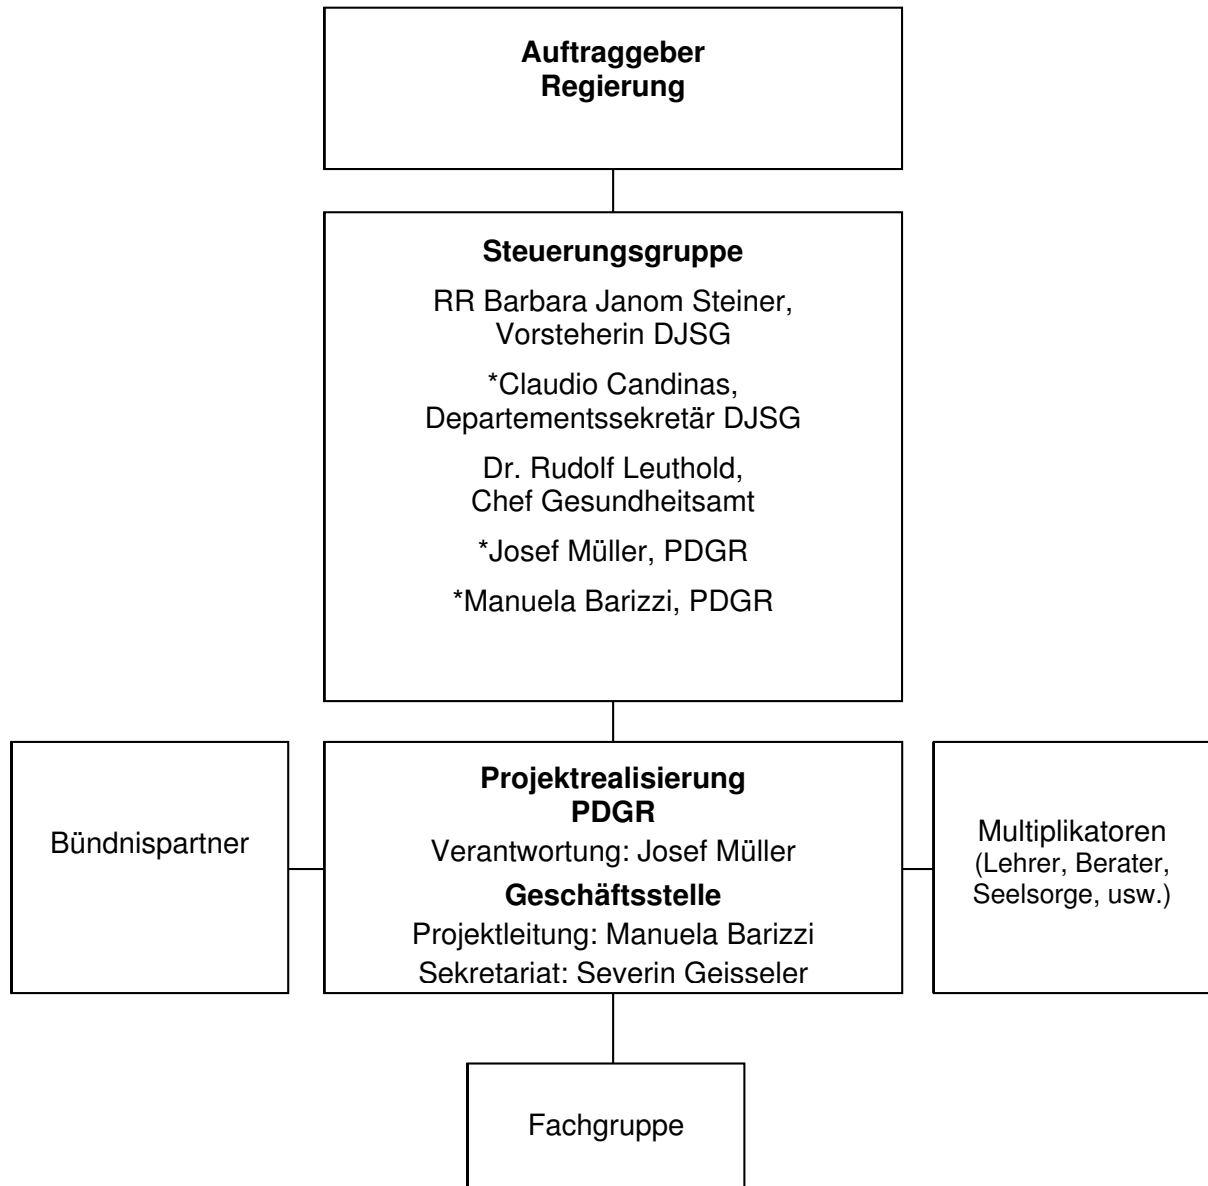 Auftraggeber
Regierung
Steuerungsgruppe
RR Barbara Janom Steiner,
Vorsteherin DJSG
*Claudio Candinas,
Departementssekretär DJSG
Dr. Rudolf Leuthold,
Chef Gesundheitsamt
*Josef Müller, PDGR
*Manuela Barizzi, PDGR
Bündnispartner
Projektrealisierung
PDGR
Verantwortung: Josef Müller
Geschäftsstelle
Projektleitung: Manuela Barizzi
Sekretariat: Severin Geisseler
Multiplikatoren
(Lehrer, Berater,
Seelsorge, usw.)
Fachgruppe